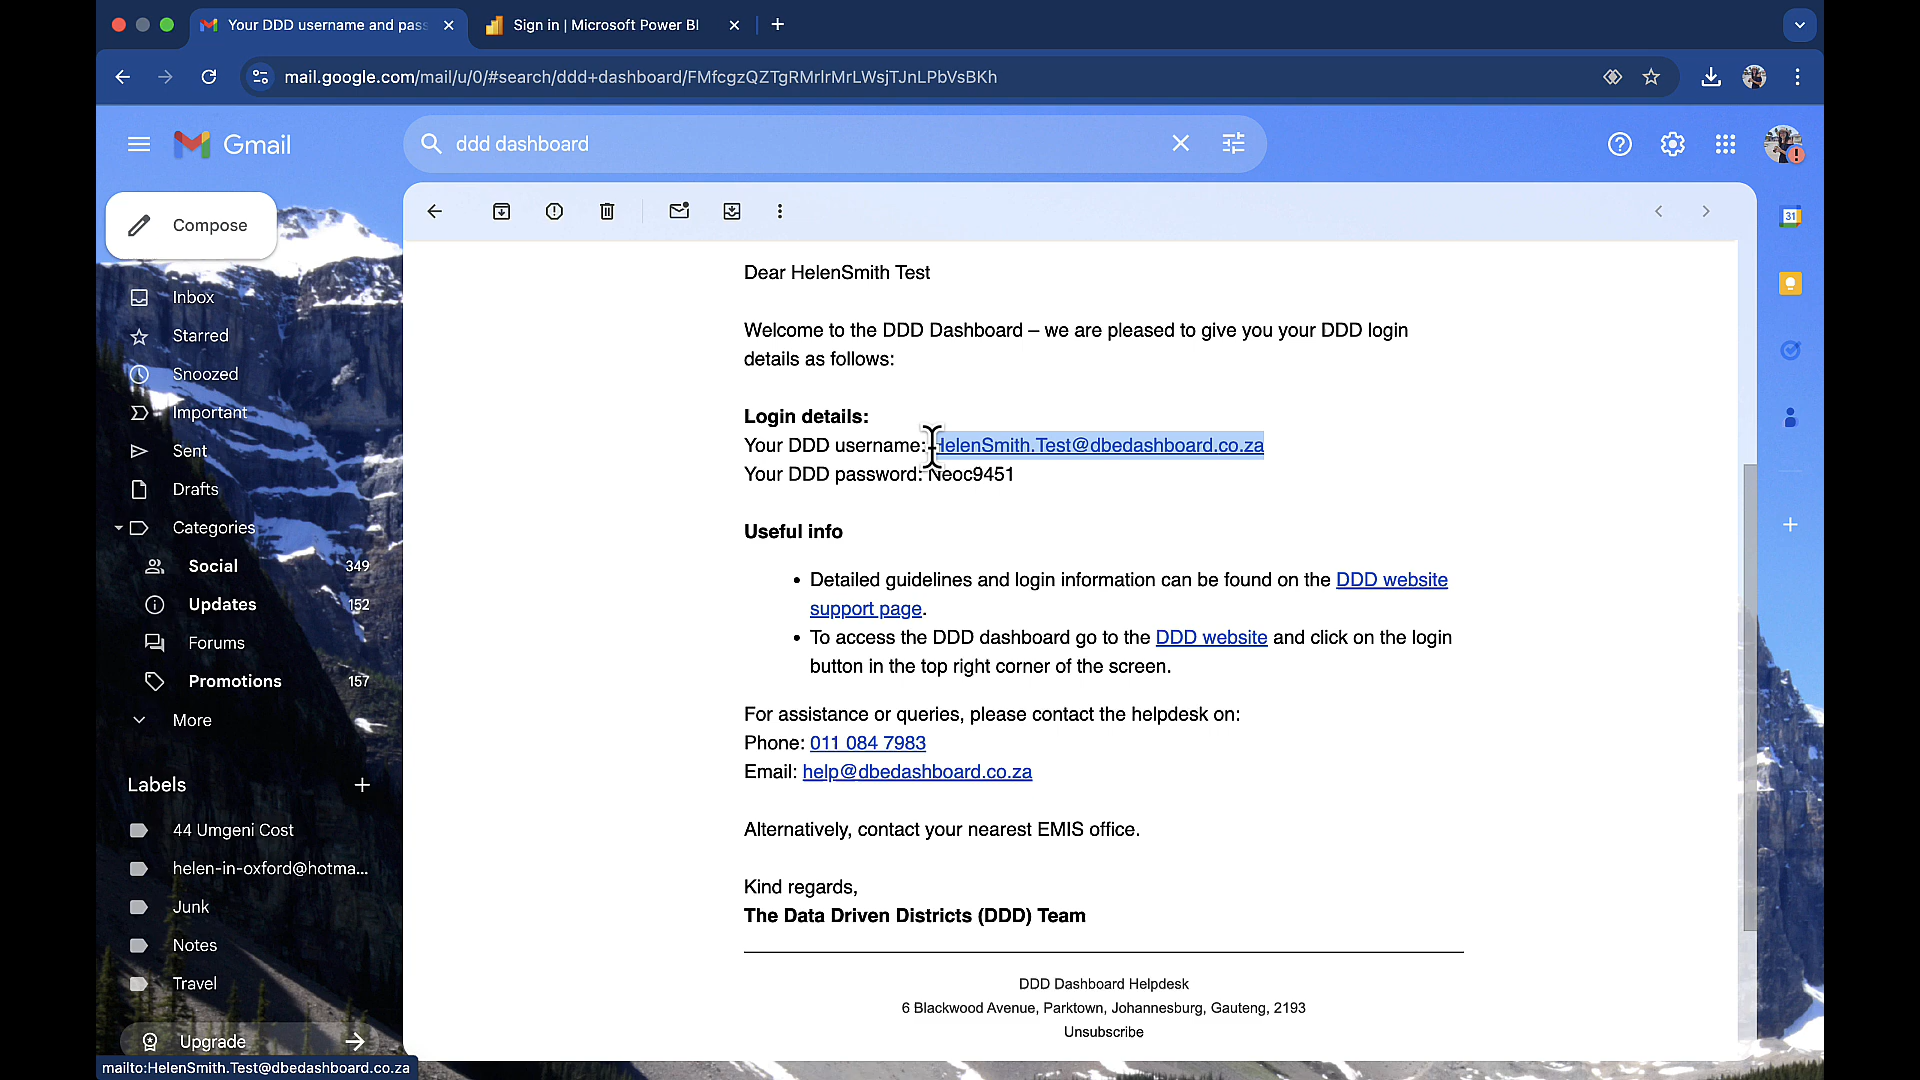 Your DDD username and pass
Sign in | Microsoft Power BI
mail.google.com/mail/u/0/#search/ddd+dashboard/FMfcgzQZTgRMrlrMrLWsjTJnLPbVsBKh
Gmail
ddd dashboard
Compose
Inbox
Starred
Snoozed
Important
Sent
Drafts
Categories
Social 349
Updates 152
Forums
Promotions 157
More
Labels
44 Umgeni Cost
helen-in-oxford@hotma...
Junk
Notes
Travel
Upgrade
mailto:HelenSmith.Test@dbedashboard.co.za
31
Dear HelenSmith Test
Welcome to the DDD Dashboard – we are pleased to give you your DDD login
details as follows:
Login details:
Your DDD username: HelenSmith.Test@dbedashboard.co.za
Your DDD password: Neoc9451
Useful info
• Detailed guidelines and login information can be found on the DDD website
support page.
• To access the DDD dashboard go to the DDD website and click on the login
button in the top right corner of the screen.
For assistance or queries, please contact the helpdesk on:
Phone: 011 084 7983
Email: help@dbedashboard.co.za
Alternatively, contact your nearest EMIS office.
Kind regards,
The Data Driven Districts (DDD) Team
DDD Dashboard Helpdesk
6 Blackwood Avenue, Parktown, Johannesburg, Gauteng, 2193
Unsubscribe